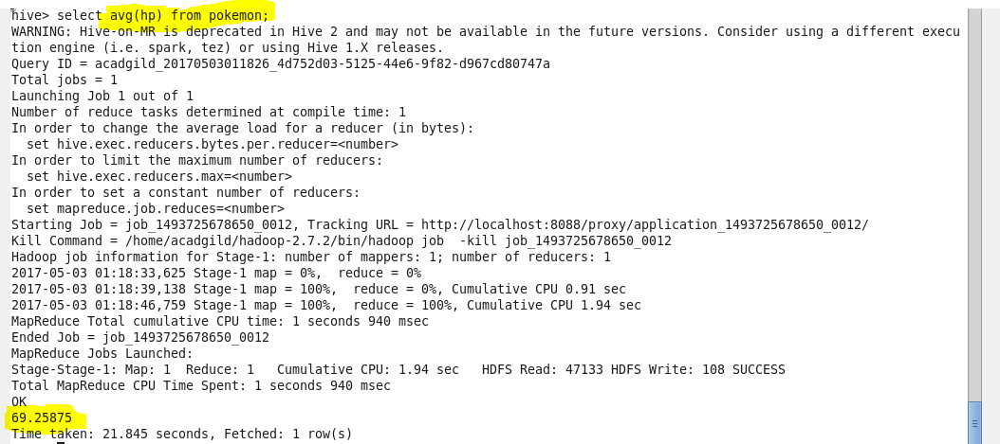 hive> select avg(hp) from pokemon;
WARNING: Hive-on-MR is deprecated in Hive 2 and may not be available in the future versions. Consider using a different execu
tion engine (i.e. spark, tez) or using Hive 1.X releases.
Query ID = acadgild_20170503011826_4d752d03-5125-44e6-9f82-d967cd80747a
Total jobs = 1
Launching Job 1 out of 1
Number of reduce tasks determined at compile time: 1
In order to change the average load for a reducer (in bytes):
  set hive.exec.reducers.bytes.per.reducer=<number>
In order to limit the maximum number of reducers:
  set hive.exec.reducers.max=<number>
In order to set a constant number of reducers:
  set mapreduce.job.reduces=<number>
Starting Job = job_1493725678650_0012, Tracking URL = http://localhost:8088/proxy/application_1493725678650_0012/
Kill Command = /home/acadgild/hadoop-2.7.2/bin/hadoop job  -kill job_1493725678650_0012
Hadoop job information for Stage-1: number of mappers: 1; number of reducers: 1
2017-05-03 01:18:33,625 Stage-1 map = 0%,  reduce = 0%
2017-05-03 01:18:39,138 Stage-1 map = 100%,  reduce = 0%, Cumulative CPU 0.91 sec
2017-05-03 01:18:46,759 Stage-1 map = 100%,  reduce = 100%, Cumulative CPU 1.94 sec
MapReduce Total cumulative CPU time: 1 seconds 940 msec
Ended Job = job_1493725678650_0012
MapReduce Jobs Launched:
Stage-Stage-1: Map: 1  Reduce: 1   Cumulative CPU: 1.94 sec   HDFS Read: 47133 HDFS Write: 108 SUCCESS
Total MapReduce CPU Time Spent: 1 seconds 940 msec
OK
69.25875
Time taken: 21.845 seconds, Fetched: 1 row(s)